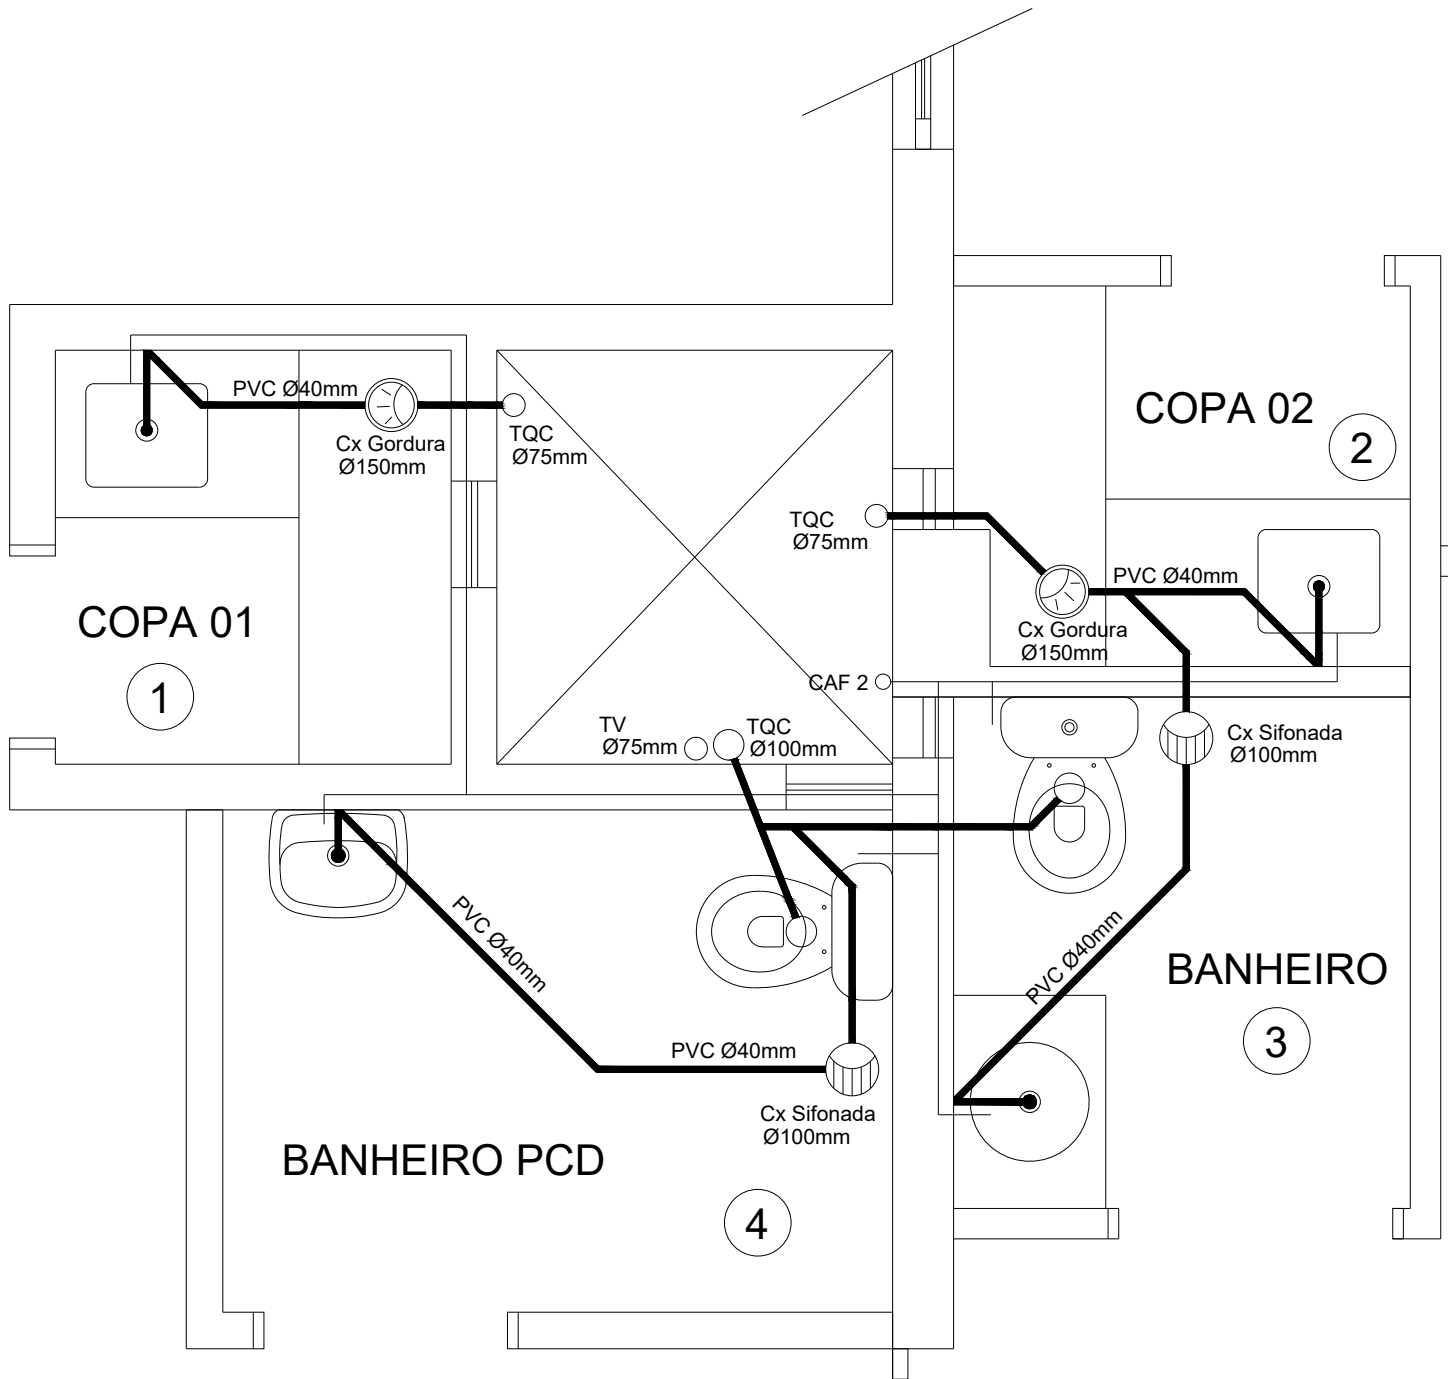 PVC Ø40mm
Cx Gordura
Ø150mm
TQC
Ø75mm
COPA 01
1
COPA 02
2
TQC
Ø75mm
PVC Ø40mm
Cx Gordura
Ø150mm
CAF 2
TV
Ø75mm
TQC
Ø100mm
Cx Sifonada
Ø100mm
PVC Ø40mm
PVC Ø40mm
PVC Ø40mm
BANHEIRO
3
Cx Sifonada
Ø100mm
BANHEIRO PCD
4